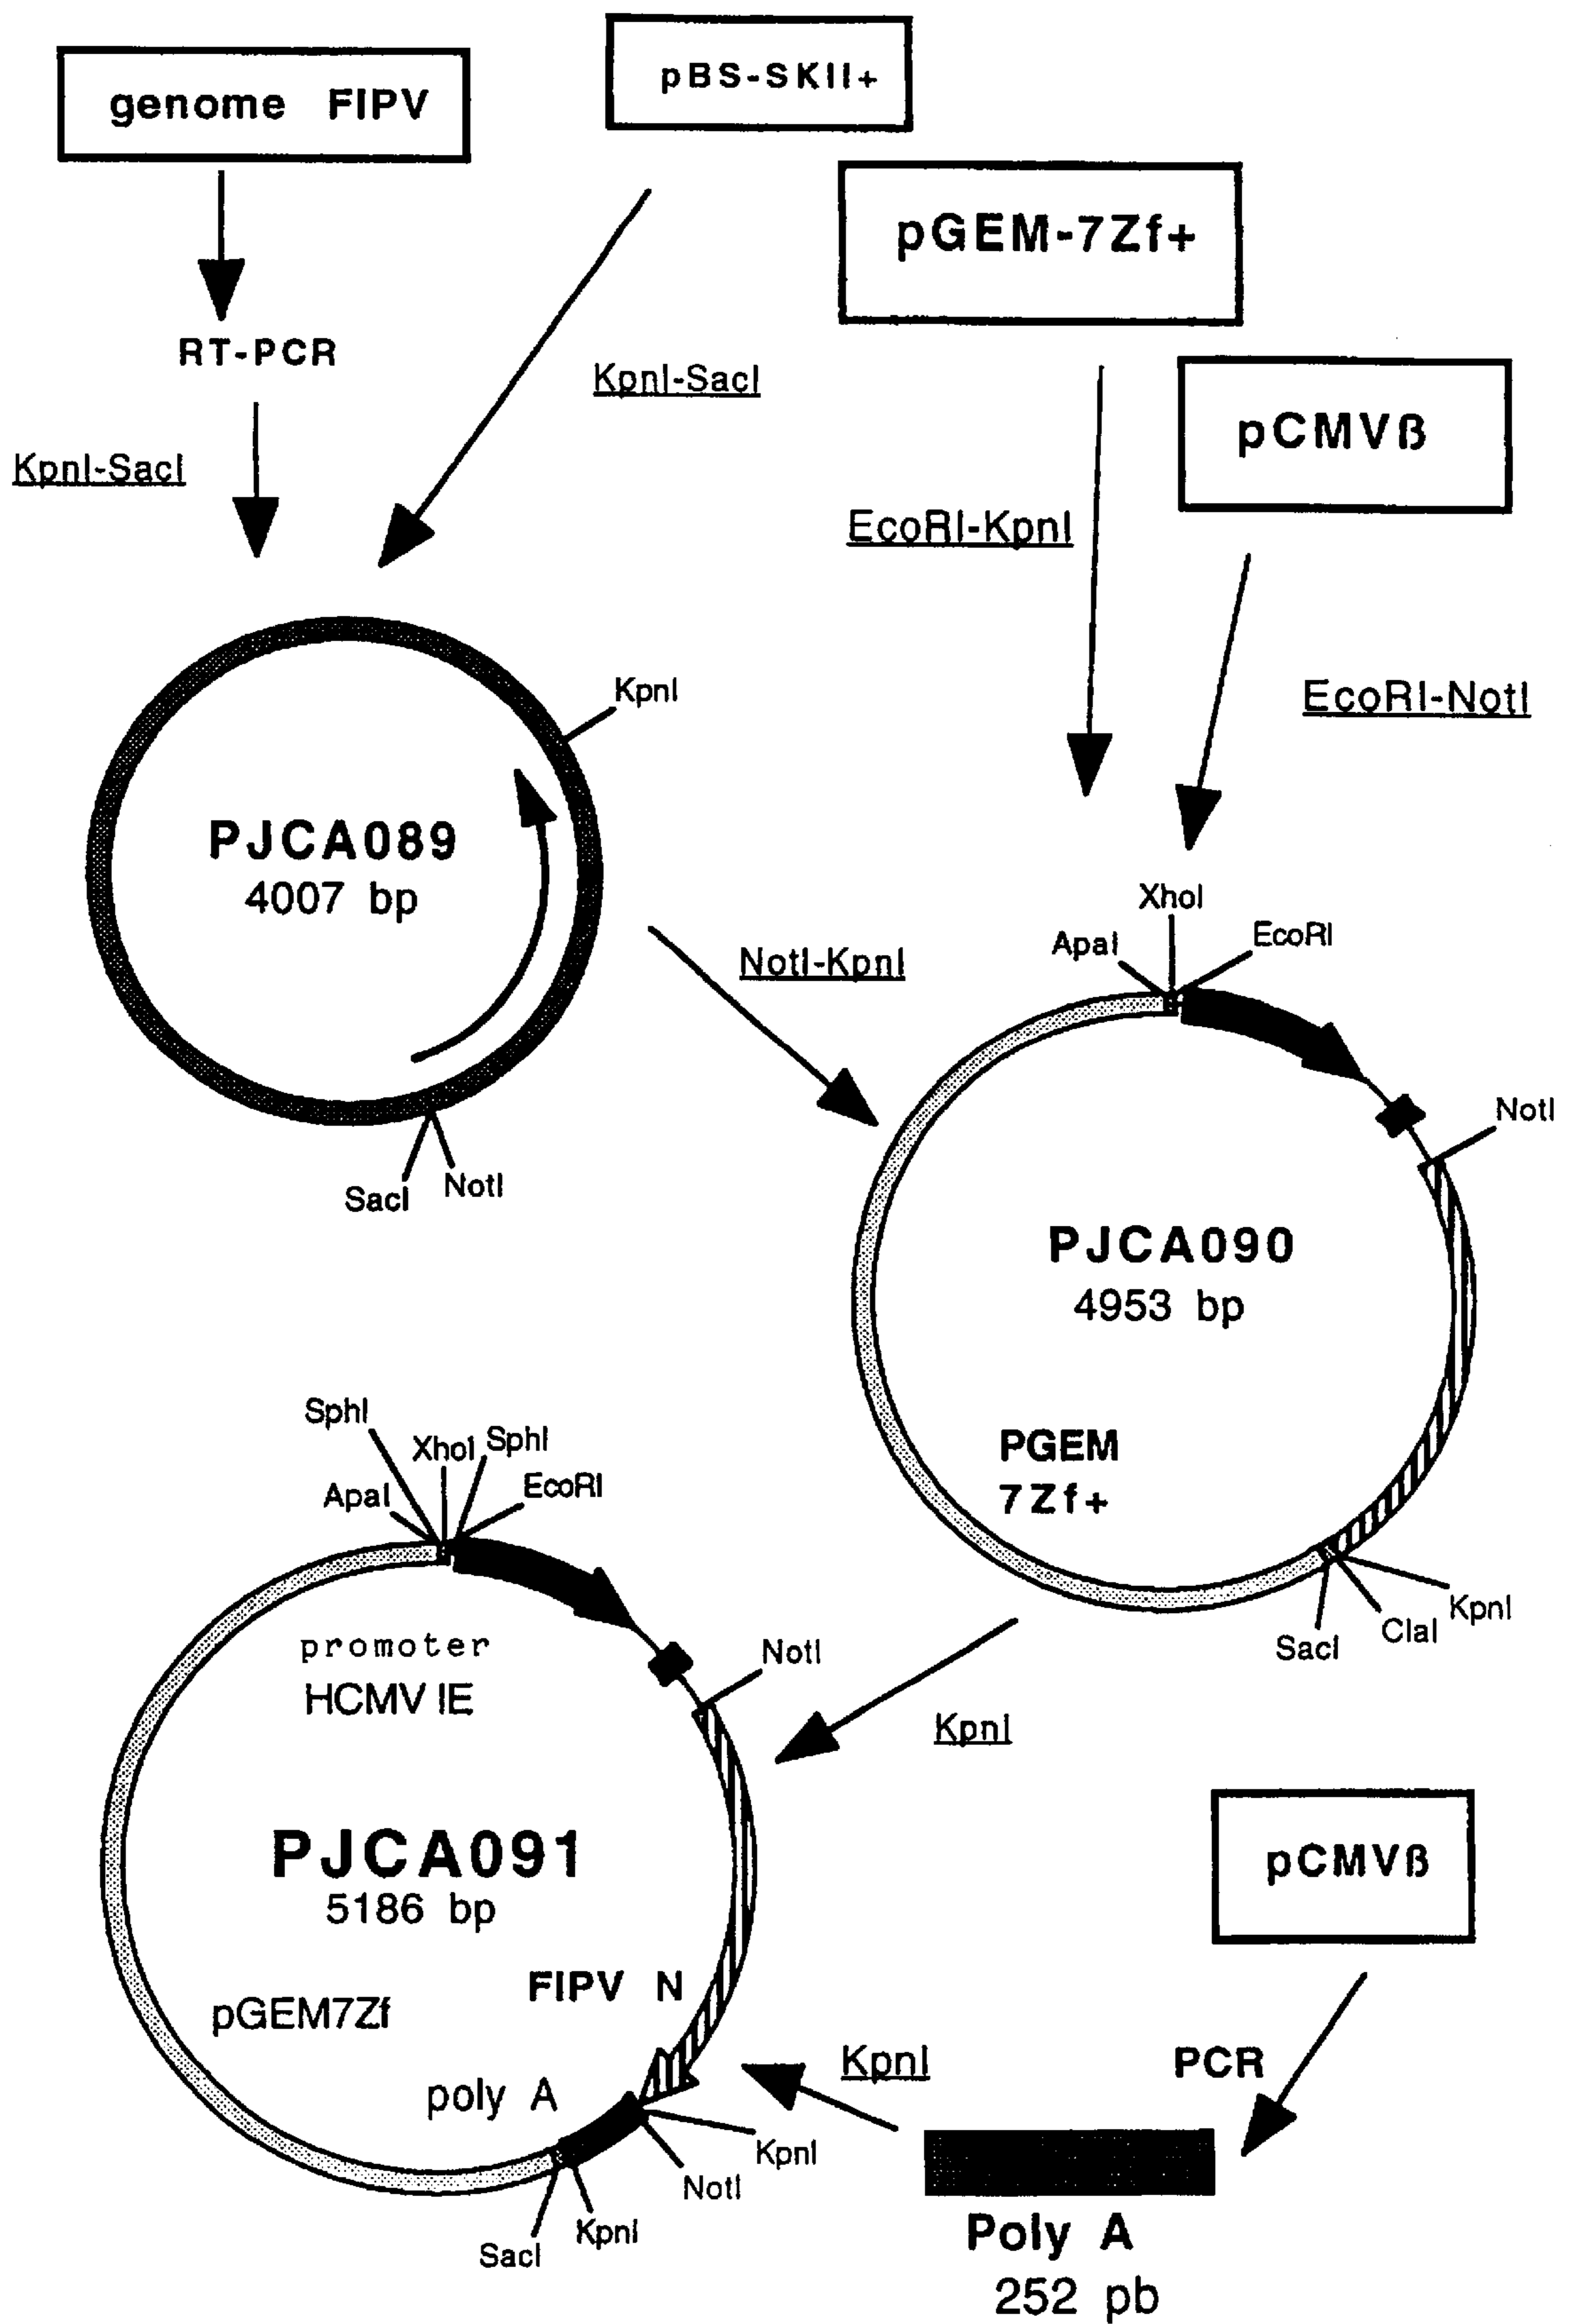 genome FIPV
pBS-SKII+
pGEM-7Zf+
RT-PCR
KpnI-SacI
pCMVß
KpnI-SacI
EcoRI-KpnI
EcoRI-NotI
KpnI
PJCA089
4007 bp
SacI
NotI
NotI-KpnI
XhoI
ApaI
EcoRI
NotI
PJCA090
4953 bp
PGEM
7Zf+
KpnI
ClaI
SacI
SphI
XhoI
SphI
ApaI
EcoRI
promoter
HCMV IE
NotI
KpnI
PJCA091
5186 bp
pCMVß
FIPV N
pGEM7Zf
poly A
KpnI
PCR
KpnI
NotI
KpnI
SacI
Poly A
252 pb